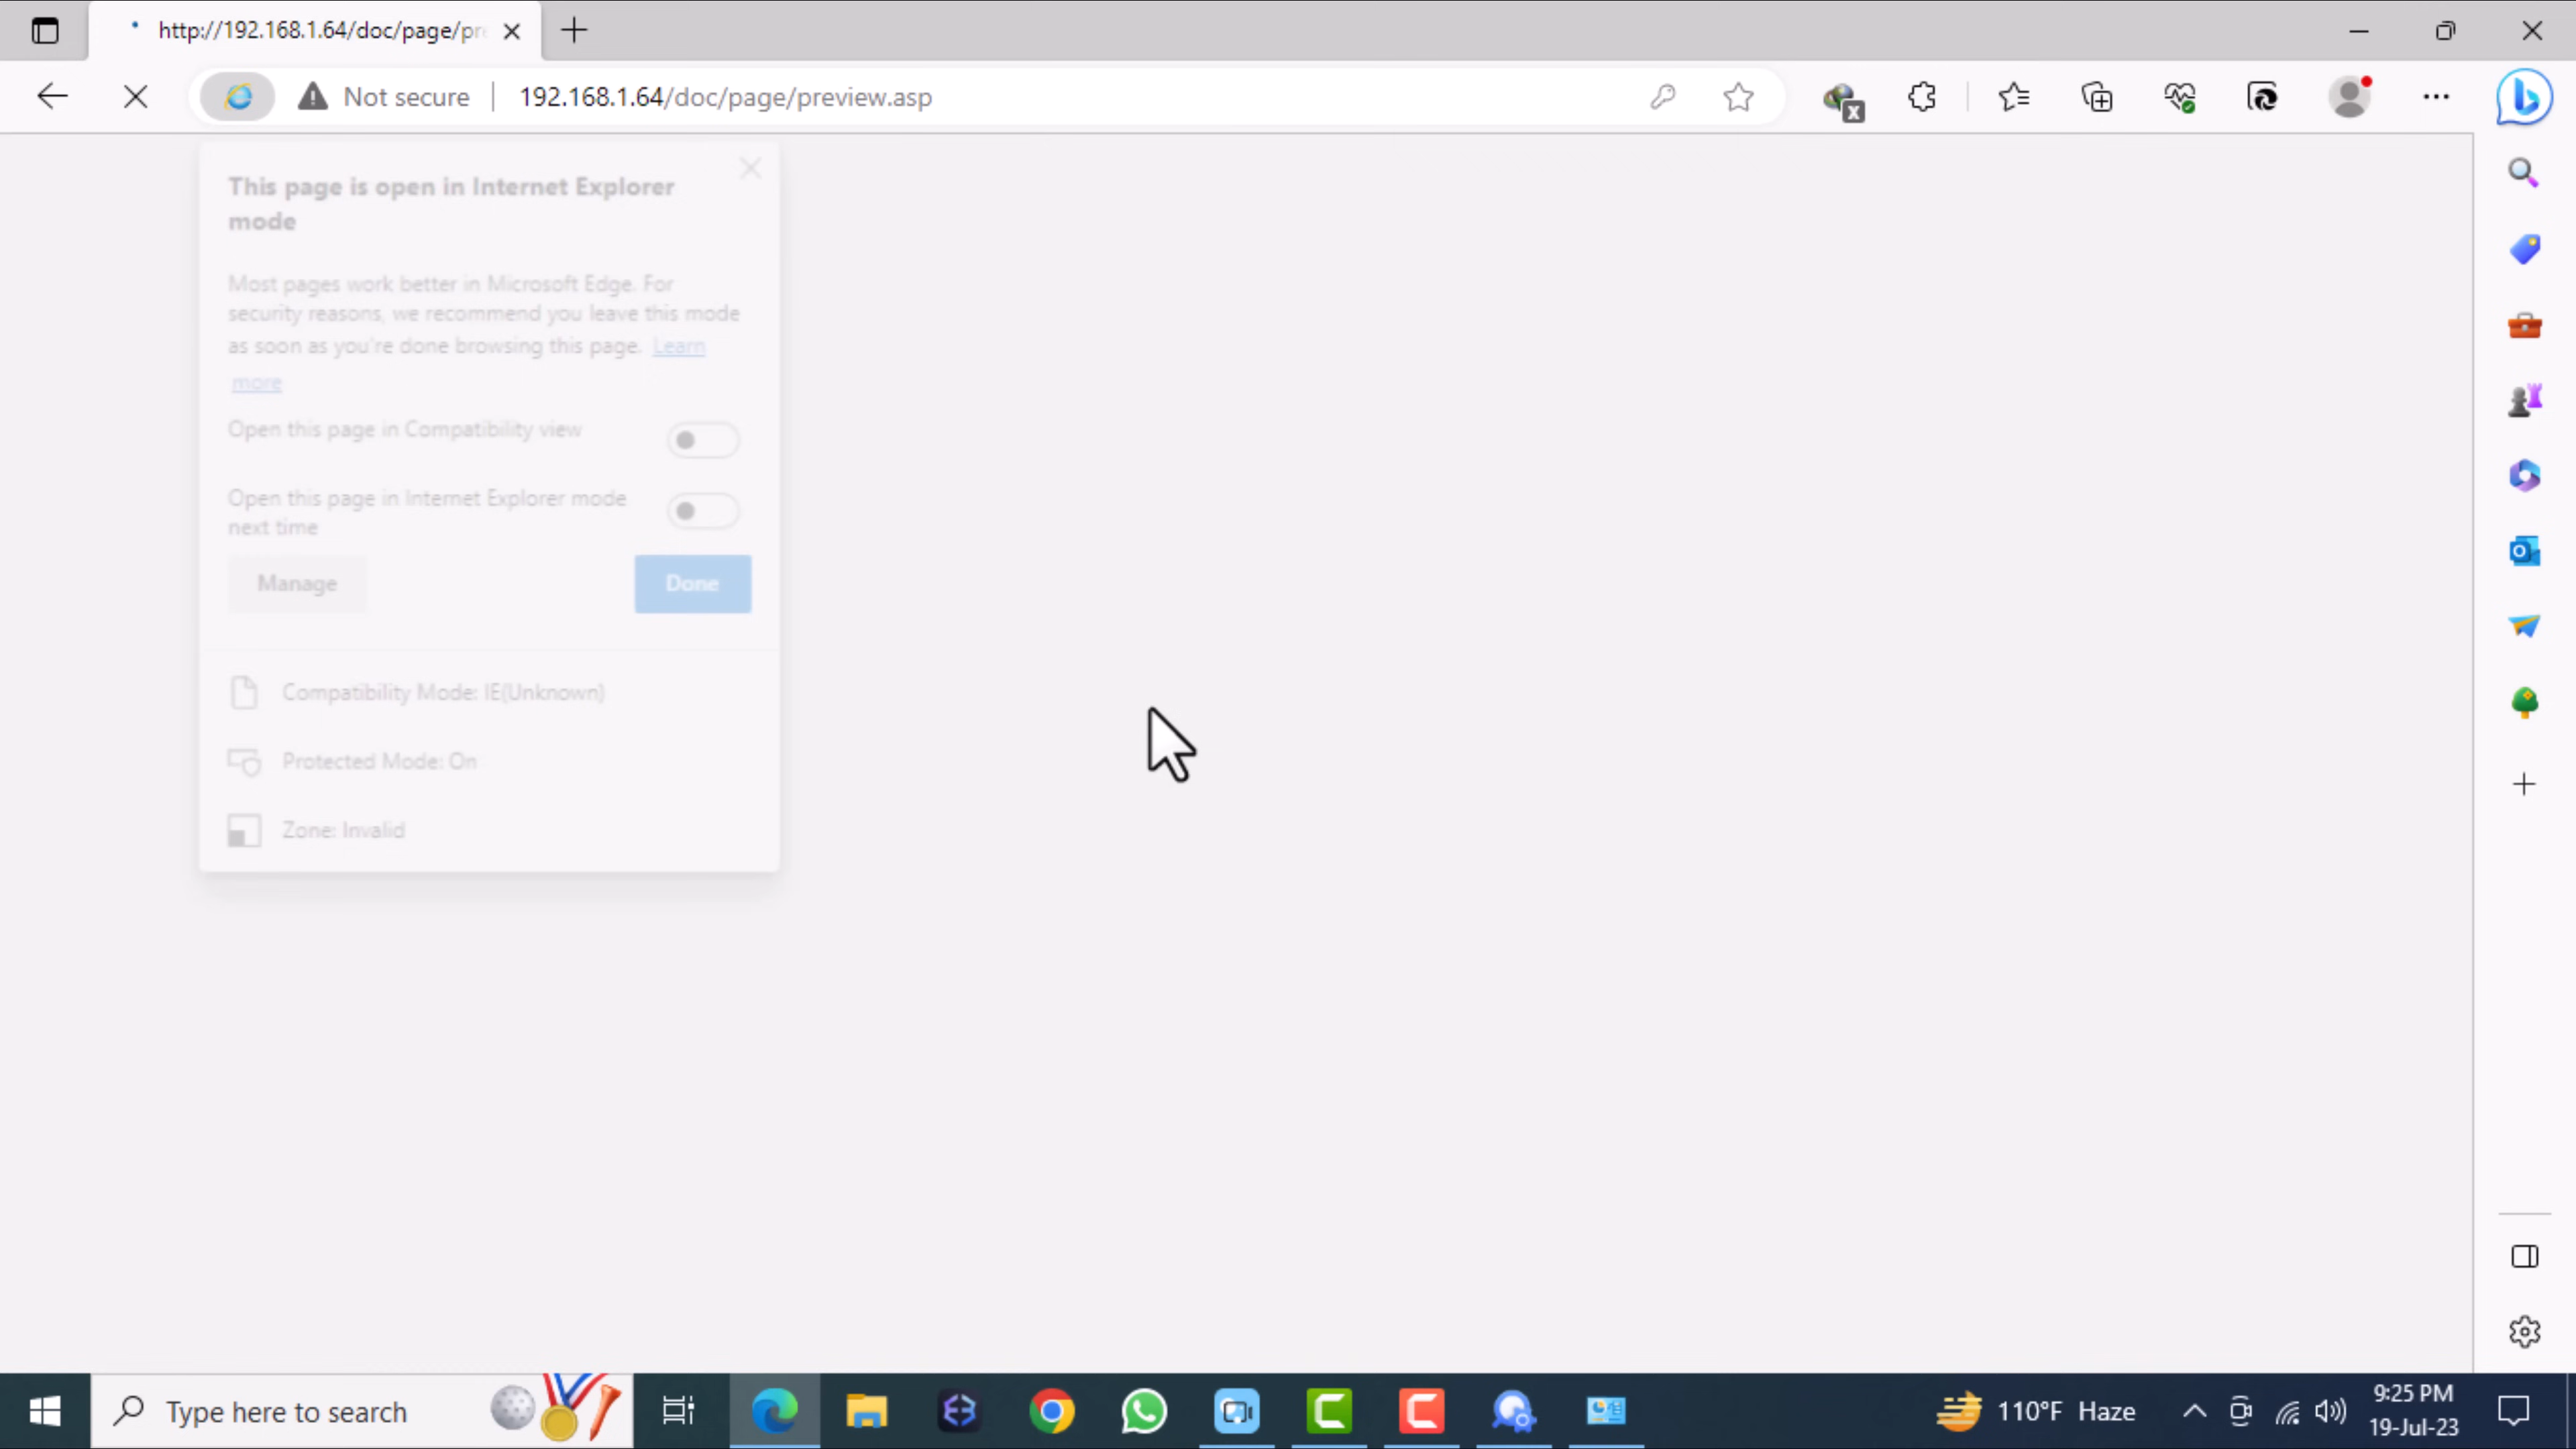 http://192.168.1.64/doc/page/pre
Not secure
192.168.1.64/doc/page/preview.asp
This page is open in Internet Explorer
mode
Most pages work better in Microsoft Edge. For
security reasons, we recommend you leave this mode
as soon as you're done browsing this page. Learn
more
Open this page in Compatibility view
Open this page in Internet Explorer mode
next time
Manage
Done
Compatibility Mode: IE(Unknown)
Protected Mode: On
Zone: Invalid
Type here to search
110°F Haze
9:25 PM
19-Jul-23